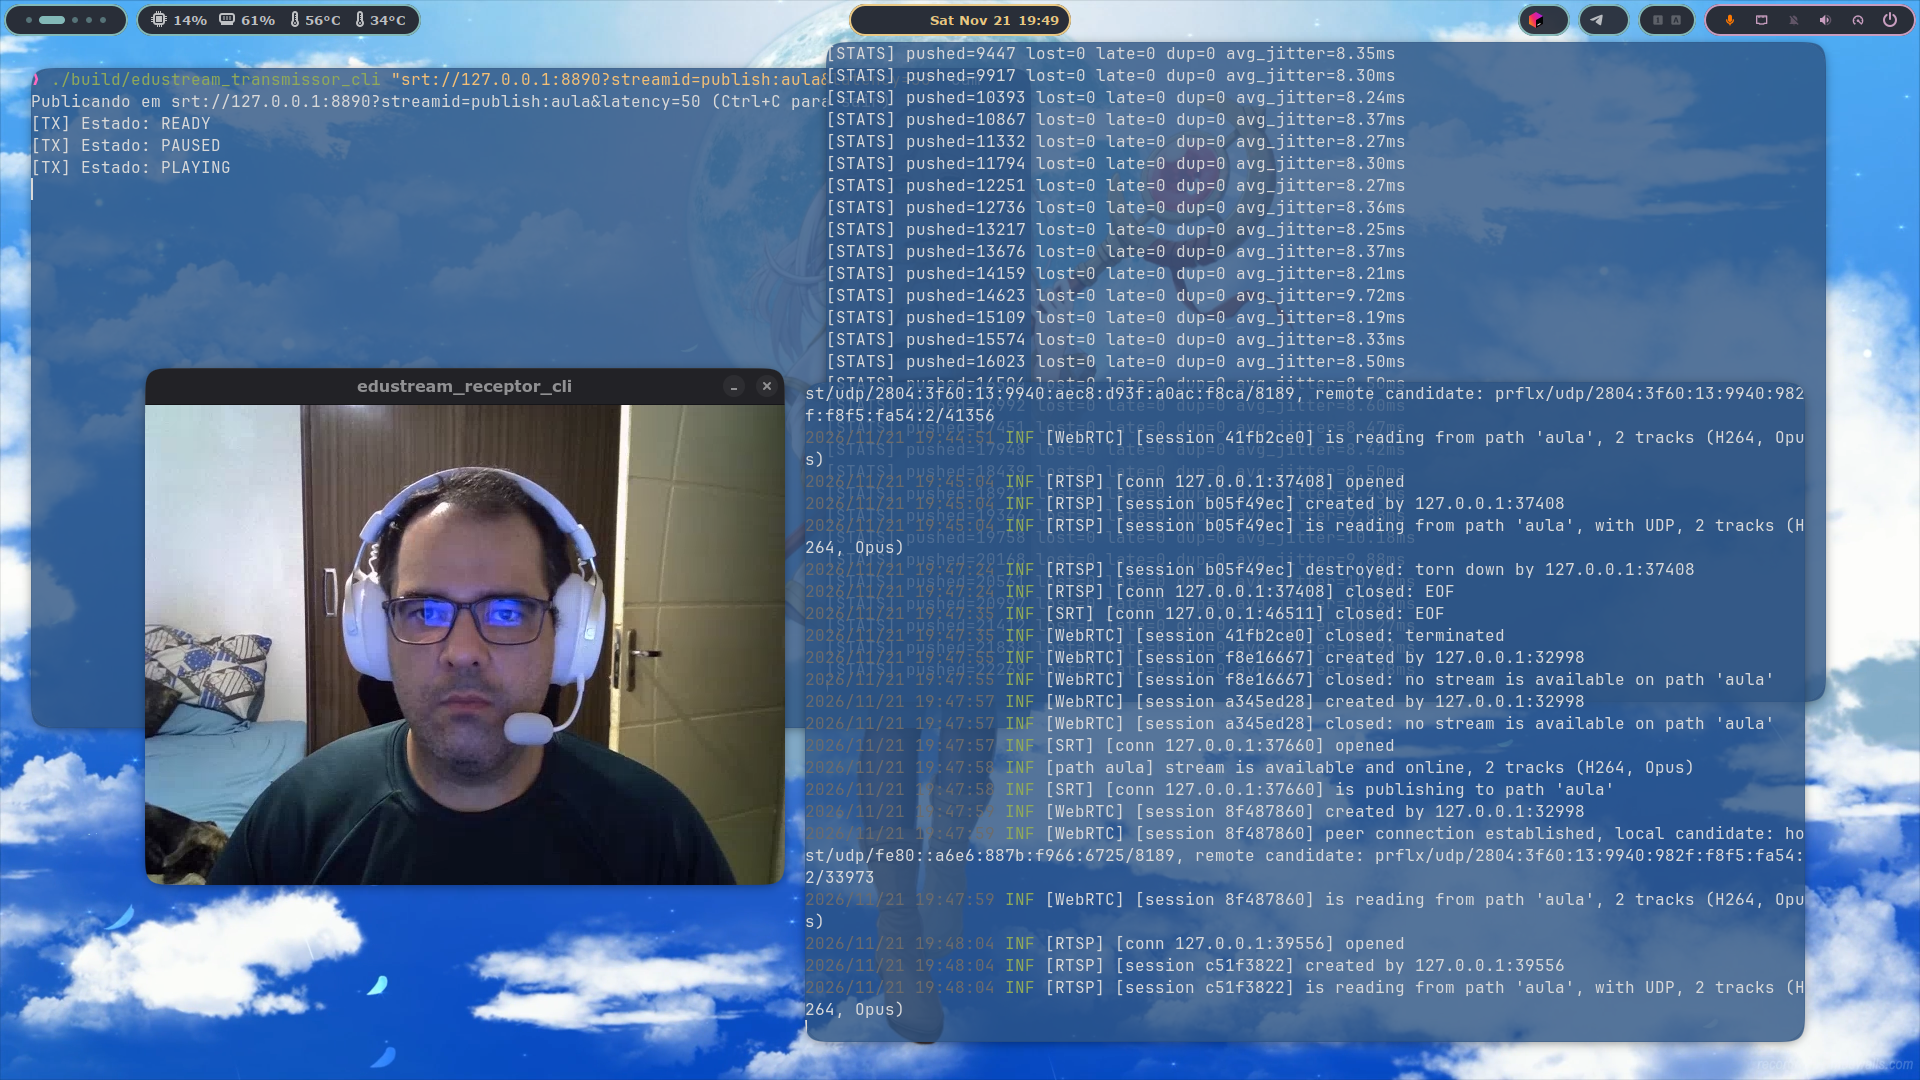 14% 61% 56°C 34°C
Sat Nov 21 19:49
❯ ./build/edustream_transmissor_cli "srt://127.0.0.1:8890?streamid=publish:aula&
Publicando em srt://127.0.0.1:8890?streamid=publish:aula&latency=50 (Ctrl+C para
[TX] Estado: READY
[TX] Estado: PAUSED
[TX] Estado: PLAYING
[STATS] pushed=9447 lost=0 late=0 dup=0 avg_jitter=8.35ms
[STATS] pushed=9917 lost=0 late=0 dup=0 avg_jitter=8.30ms
[STATS] pushed=10393 lost=0 late=0 dup=0 avg_jitter=8.24ms
[STATS] pushed=10867 lost=0 late=0 dup=0 avg_jitter=8.37ms
[STATS] pushed=11332 lost=0 late=0 dup=0 avg_jitter=8.27ms
[STATS] pushed=11794 lost=0 late=0 dup=0 avg_jitter=8.30ms
[STATS] pushed=12251 lost=0 late=0 dup=0 avg_jitter=8.27ms
[STATS] pushed=12736 lost=0 late=0 dup=0 avg_jitter=8.36ms
[STATS] pushed=13217 lost=0 late=0 dup=0 avg_jitter=8.25ms
[STATS] pushed=13676 lost=0 late=0 dup=0 avg_jitter=8.37ms
[STATS] pushed=14159 lost=0 late=0 dup=0 avg_jitter=8.21ms
[STATS] pushed=14623 lost=0 late=0 dup=0 avg_jitter=9.72ms
[STATS] pushed=15109 lost=0 late=0 dup=0 avg_jitter=8.19ms
[STATS] pushed=15574 lost=0 late=0 dup=0 avg_jitter=8.33ms
[STATS] pushed=16023 lost=0 late=0 dup=0 avg_jitter=8.50ms
edustream_receptor_cli
st/udp/2804:3f60:13:9940:aec8:d93f:a0ac:f8ca/8189, remote candidate: prflx/udp/2804:3f60:13:9940:982
f:f8f5:fa54:2/41356
2026/11/21 19:44:51 INF [WebRTC] [session 41fb2ce0] is reading from path 'aula', 2 tracks (H264, Opu
s)
2026/11/21 19:45:04 INF [RTSP] [conn 127.0.0.1:37408] opened
2026/11/21 19:45:04 INF [RTSP] [session b05f49ec] created by 127.0.0.1:37408
2026/11/21 19:45:04 INF [RTSP] [session b05f49ec] is reading from path 'aula', with UDP, 2 tracks (H
264, Opus)
2026/11/21 19:47:24 INF [RTSP] [session b05f49ec] destroyed: torn down by 127.0.0.1:37408
2026/11/21 19:47:24 INF [RTSP] [conn 127.0.0.1:37408] closed: EOF
2026/11/21 19:47:35 INF [SRT] [conn 127.0.0.1:46511] closed: EOF
2026/11/21 19:47:35 INF [WebRTC] [session 41fb2ce0] closed: terminated
2026/11/21 19:47:55 INF [WebRTC] [session f8e16667] created by 127.0.0.1:32998
2026/11/21 19:47:55 INF [WebRTC] [session f8e16667] closed: no stream is available on path 'aula'
2026/11/21 19:47:57 INF [WebRTC] [session a345ed28] created by 127.0.0.1:32998
2026/11/21 19:47:57 INF [WebRTC] [session a345ed28] closed: no stream is available on path 'aula'
2026/11/21 19:47:57 INF [SRT] [conn 127.0.0.1:37660] opened
2026/11/21 19:47:58 INF [path aula] stream is available and online, 2 tracks (H264, Opus)
2026/11/21 19:47:58 INF [SRT] [conn 127.0.0.1:37660] is publishing to path 'aula'
2026/11/21 19:47:59 INF [WebRTC] [session 8f487860] created by 127.0.0.1:32998
2026/11/21 19:47:59 INF [WebRTC] [session 8f487860] peer connection established, local candidate: ho
st/udp/fe80::a6e6:887b:f966:6725/8189, remote candidate: prflx/udp/2804:3f60:13:9940:982f:f8f5:fa54:
2/33973
2026/11/21 19:47:59 INF [WebRTC] [session 8f487860] is reading from path 'aula', 2 tracks (H264, Opu
s)
2026/11/21 19:48:04 INF [RTSP] [conn 127.0.0.1:39556] opened
2026/11/21 19:48:04 INF [RTSP] [session c51f3822] created by 127.0.0.1:39556
2026/11/21 19:48:04 INF [RTSP] [session c51f3822] is reading from path 'aula', with UDP, 2 tracks (H
264, Opus)